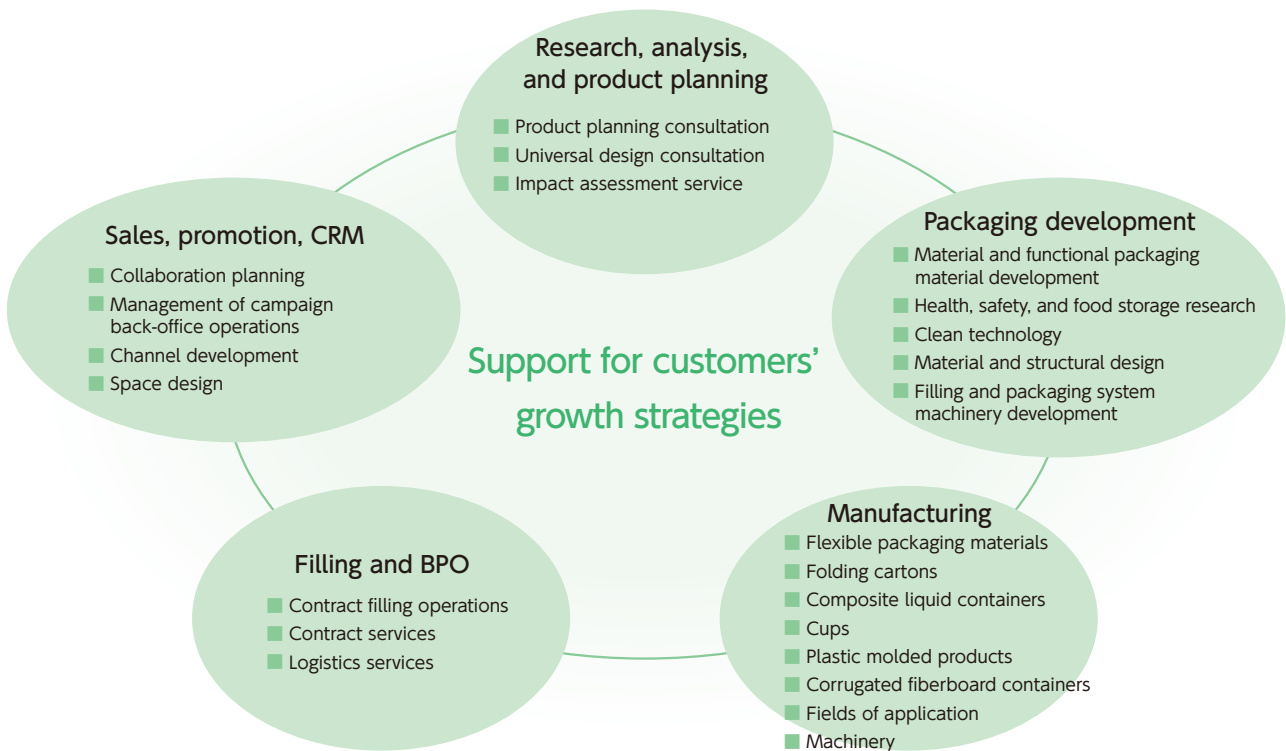 Research, analysis,
and product planning
Product planning consultation
Universal design consultation
Impact assessment service
Sales, promotion, CRM
Collaboration planning
Management of campaign
back-office operations
Channel development
Space design
Packaging development
Material and functional packaging
material development
Health, safety, and food storage research
Clean technology
Material and structural design
Filling and packaging system
machinery development
Support for customers’
growth strategies
Filling and BPO
Contract filling operations
Contract services
Logistics services
Manufacturing
Flexible packaging materials
Folding cartons
Composite liquid containers
Cups
Plastic molded products
Corrugated fiberboard containers
Fields of application
Machinery